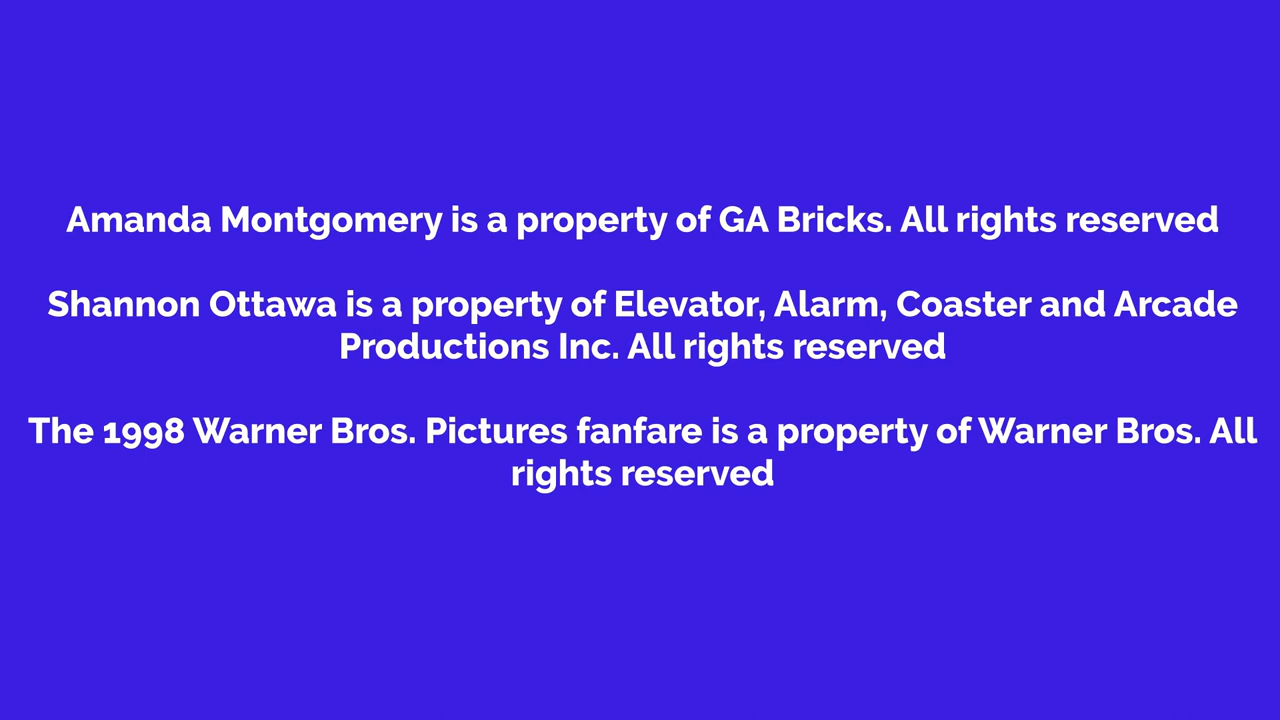 Amanda Montgomery is a property of GA Bricks. All rights reserved
Shannon Ottawa is a property of Elevator, Alarm, Coaster and Arcade
Productions Inc. All rights reserved
The 1998 Warner Bros. Pictures fanfare is a property of Warner Bros. All
rights reserved